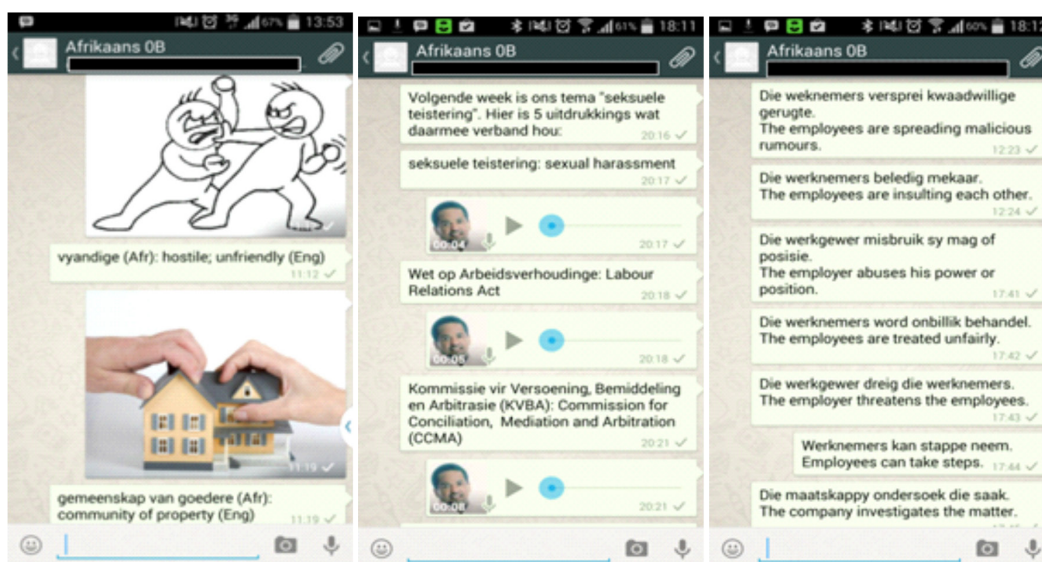 3G 67% 13:53
Afrikaans 0B
vyandige (Afr): hostile; unfriendly (Eng)
11:12
11:19
gemeenskap van goedere (Afr):
community of property (Eng)
11:19
61% 18:11
Afrikaans 0B
Volgende week is ons tema "seksuele
teistering". Hier is 5 uitdrukkings wat
daarmee verband hou:
20:16
seksuele teistering: sexual harassment
20:17
00:04
20:17
Wet op Arbeidsverhoudinge: Labour
Relations Act
20:18
00:05
20:18
Kommissie vir Versoening, Bemiddeling
en Arbitrasie (KVBA): Commission for
Conciliation, Mediation and Arbitration
(CCMA)
20:21
00:08
20:21
60% 18:12
Afrikaans 0B
Die weknemers versprei kwaadwillige
gerugte.
The employees are spreading malicious
rumours.
12:23
Die werknemers beledig mekaar.
The employees are insulting each other.
12:24
Die werkgewer misbruik sy mag of
posisie.
The employer abuses his power or
position.
17:41
Die werknemers word onbillik behandel.
The employees are treated unfairly.
17:42
Die werkgewer dreig die werknemers.
The employer threatens the employees.
17:43
Werknemers kan stappe neem.
Employees can take steps.
17:44
Die maatskappy ondersoek die saak.
The company investigates the matter.